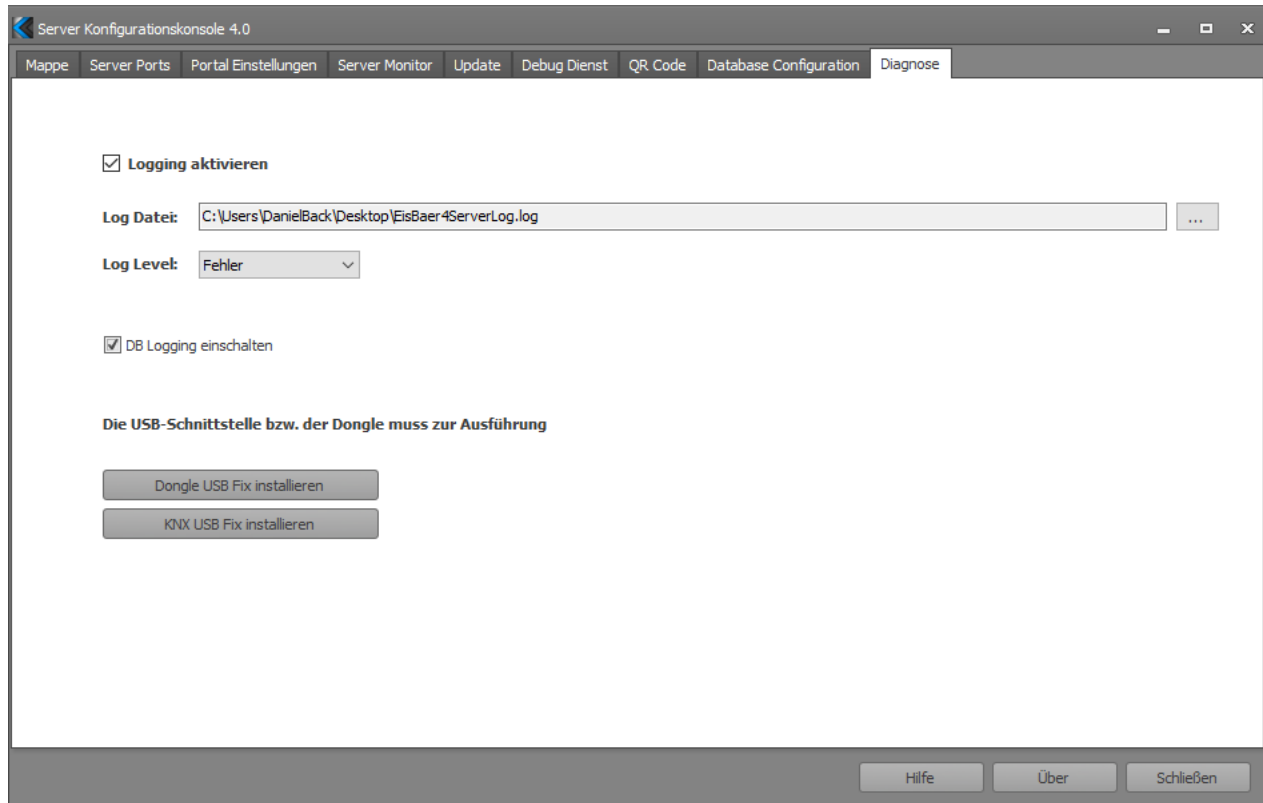 Server Konfigurationskonsole 4.0
Mappe Server Ports Portal Einstellungen Server Monitor Update Debug Dienst QR Code Database Configuration Diagnose
Logging aktivieren
Log Datei: C:\Users\DanielBack\Desktop\EisBaer4ServerLog.log ...
Log Level: Fehler
DB Logging einschalten
Die USB-Schnittstelle bzw. der Dongle muss zur Ausführung
Dongle USB Fix installieren
KNX USB Fix installieren
Hilfe Über Schließen